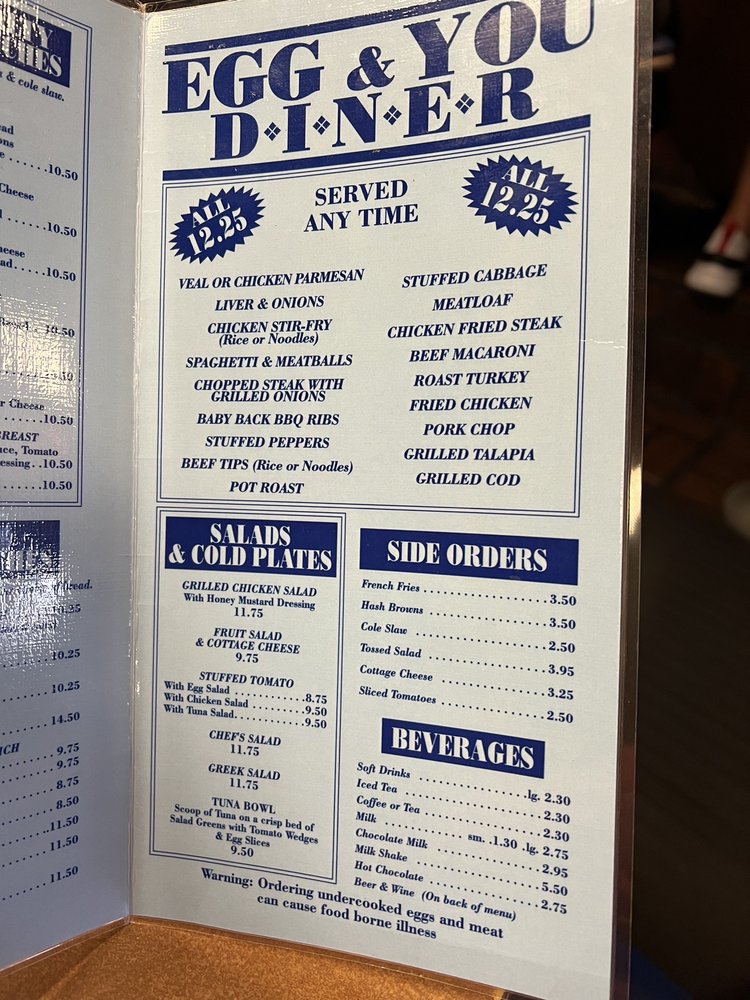 & cole slaw.
.......10.50
Cheese
.......10.50
.....10.50
10.50
r Cheese
......10.50
BREAST
uce, Tomato
..10.50
.....10.50
10.25
......10.25
......10.25
......14.50
9.75
9.75
8.75
8.50
11.50
11.50
11.50
EGG & YOU
D•I•N•E•R
ALL
12.25
SERVED
ANY TIME
ALL
12.25
VEAL OR CHICKEN PARMESAN
LIVER & ONIONS
CHICKEN STIR-FRY
(Rice or Noodles)
SPAGHETTI & MEATBALLS
CHOPPED STEAK WITH
GRILLED ONIONS
BABY BACK BBQ RIBS
STUFFED PEPPERS
BEEF TIPS (Rice or Noodles)
POT ROAST
STUFFED CABBAGE
MEATLOAF
CHICKEN FRIED STEAK
BEEF MACARONI
ROAST TURKEY
FRIED CHICKEN
PORK CHOP
GRILLED TALAPIA
GRILLED COD
SALADS
& COLD PLATES
GRILLED CHICKEN SALAD
With Honey Mustard Dressing
11.75
FRUIT SALAD
& COTTAGE CHEESE
9.75
STUFFED TOMATO
With Egg Salad ............8.75
With Chicken Salad .........9.50
With Tuna Salad............9.50
CHEF'S SALAD
11.75
GREEK SALAD
11.75
TUNA BOWL
Scoop of Tuna on a crisp bed of
Salad Greens with Tomato Wedges
& Egg Slices
9.50
SIDE ORDERS
French Fries ....................3.50
Hash Browns ...................3.50
Cole Slaw ......................2.50
Tossed Salad ...................3.95
Cottage Cheese .................3.25
Sliced Tomatoes ................2.50
BEVERAGES
Soft Drinks ................lg. 2.30
Iced Tea .......................2.30
Coffee or Tea ..................2.30
Milk ............ sm. .1.30 .lg. 2.75
Chocolate Milk .................2.95
Milk Shake .....................5.50
Hot Chocolate ..................2.75
Beer & Wine (On back of menu)
Warning: Ordering undercooked eggs and meat
can cause food borne illness